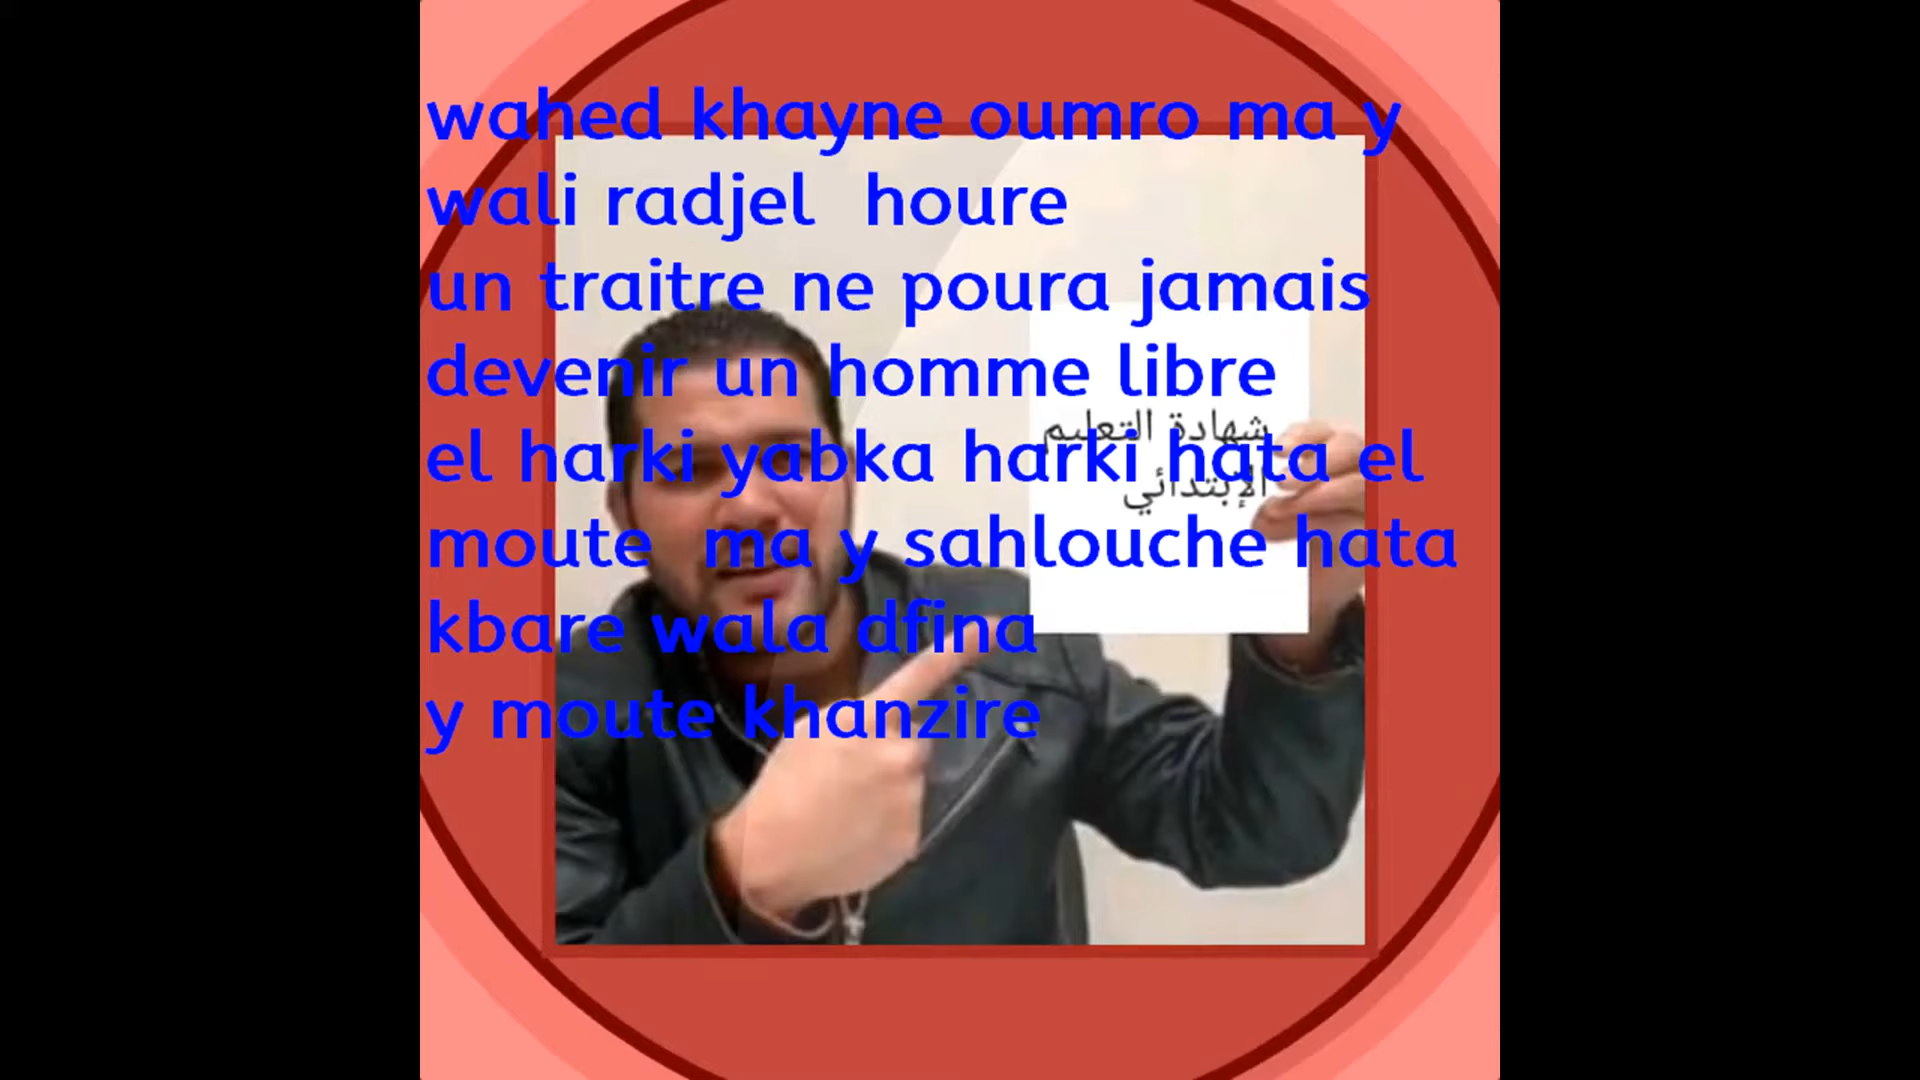 wahed khayne oumro ma y
wali radjel houre
un traitre ne poura jamais
devenir un homme libre
شهادة التعليم
el harki yabka harki hata el
الإبتدائي
moute ma y sahlouche hata
kbare wala dfina
y moute khanzire